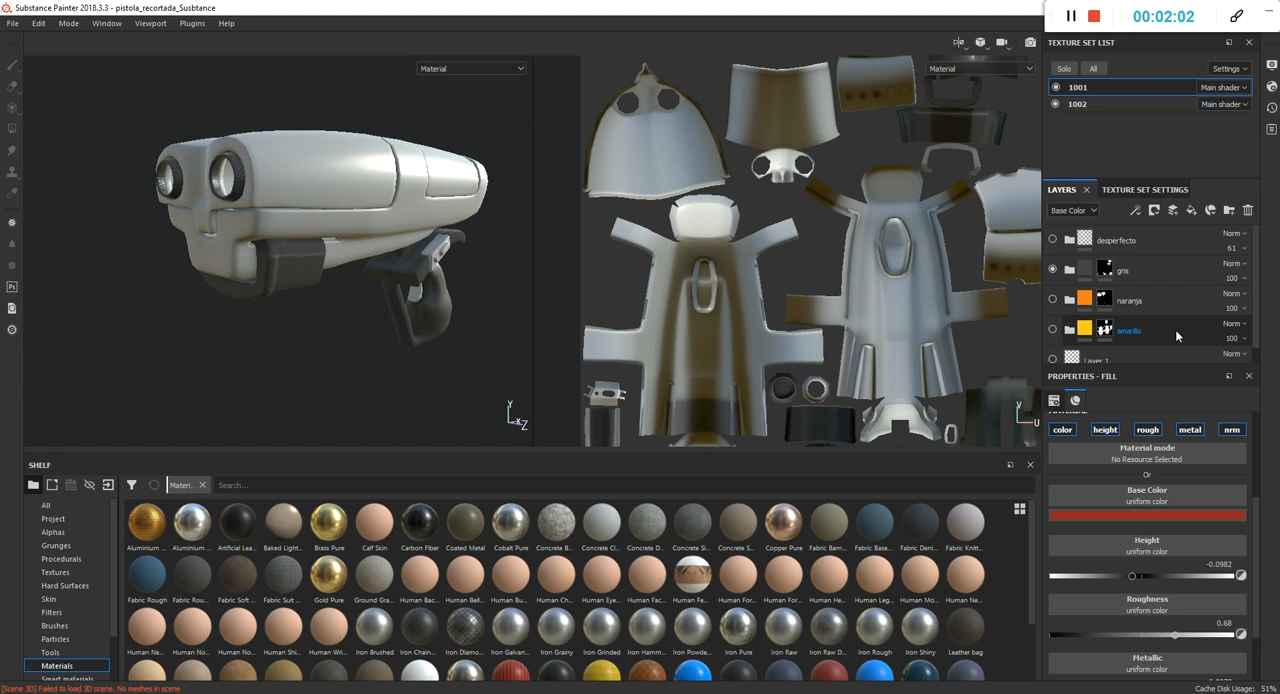 Substance Painter 2018.3.3 - pistola_recortada_Susbtance
File Edit Mode Window Viewport Plugins Help
00:02:02
Material
Material
TEXTURE SET LIST
Solo All Settings
1001 Main shader
1002 Main shader
LAYERS TEXTURE SET SETTINGS
Base Color
desperfecto Norm
61
gris Norm
100
naranja Norm
100
amarillo Norm
100
Layer 1 Norm
PROPERTIES - FILL
color height rough metal nrm
Material mode
No Resource Selected
Or
Base Color
uniform color
Height
uniform color
-0.0982
Roughness
uniform color
0.68
Metallic
uniform color
Y
Z
V
U
SHELF
Materi... Search...
All
Project
Alphas
Grunges
Procedurals
Textures
Hard Surfaces
Skin
Filters
Brushes
Particles
Tools
Materials
Smart materials
Aluminium ... Aluminium ... Artificial Lea... Baked Light... Brass Pure Calf Skin Carbon Fiber Coated Metal Cobalt Pure Concrete B... Concrete Cl... Concrete D... Concrete Si... Concrete S... Copper Pure Fabric Bam... Fabric Base... Fabric Deni... Fabric Knitt...
Fabric Rough Fabric Rou... Fabric Soft ... Fabric Suit ... Gold Pure Ground Gra... Human Bac... Human Bell... Human Bu... Human Ch... Human Eye... Human Fac... Human Fe... Human For... Human For... Human He... Human Leg... Human Mo... Human Ne...
Human Ne... Human No... Human No... Human Shi... Human Wri... Iron Brushed Iron Chain... Iron Diamo... Iron Galvan... Iron Grainy Iron Grinded Iron Hamm... Iron Powde... Iron Pure Iron Raw Iron Raw D... Iron Rough Iron Shiny Leather bag
[Scene 3D] Failed to load 3D scene. No meshes in scene
Cache Disk Usage: 51%